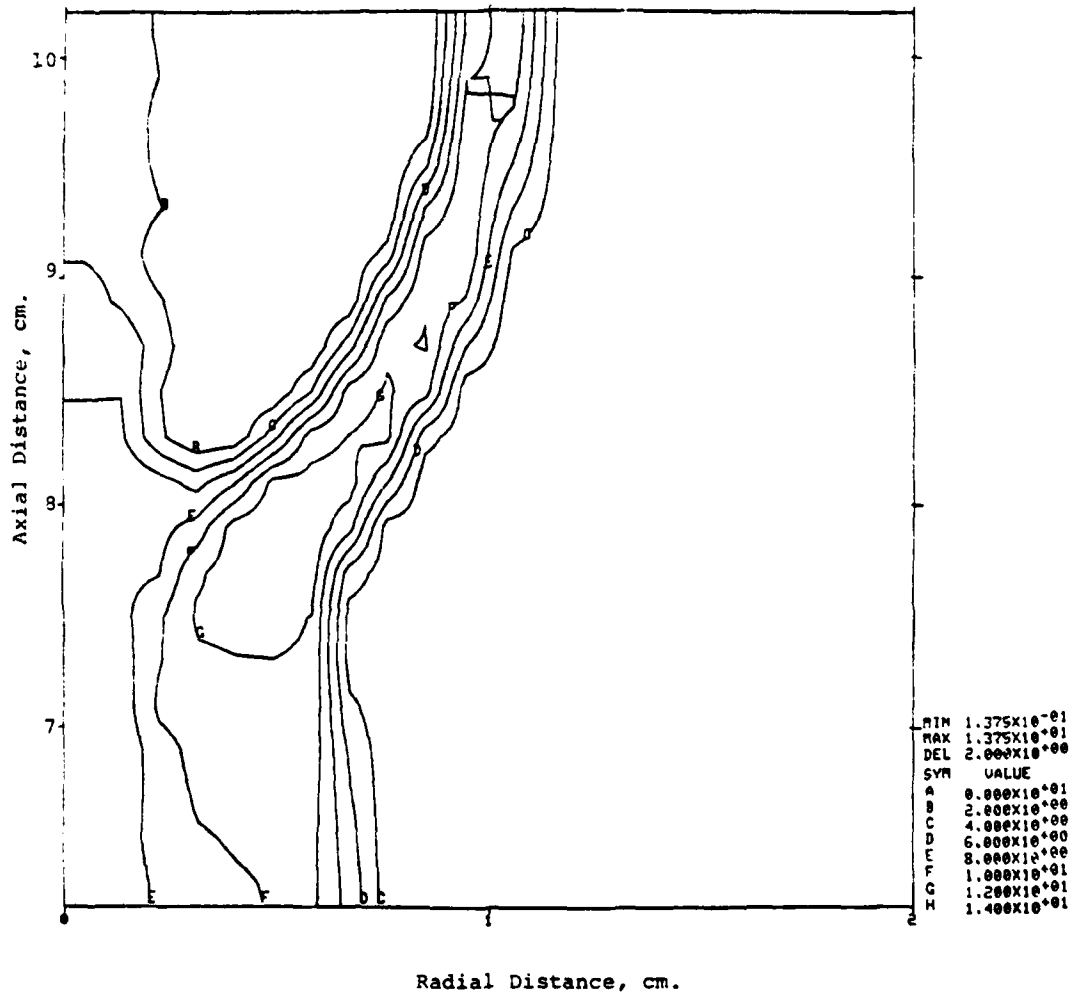 10
Axial Distance, cm.
9
8
7
B
D
D
E
F
G
B
C
D
E
G
E
F
D
C
MIN 1.375X10-01
MAX 1.375X10+01
DEL 2.000X10+00
SYM VALUE
A 0.000X10+01
B 2.000X10+00
C 4.000X10+00
D 6.000X10+00
E 8.000X10+00
F 1.000X10+01
G 1.200X10+01
H 1.400X10+01
0
1
2
Radial Distance, cm.